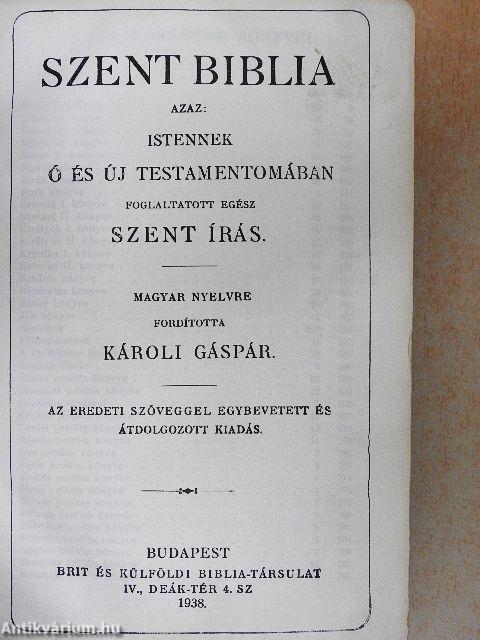 SZENT BIBLIA
AZAZ:
ISTENNEK
Ó ÉS ÚJ TESTAMENTOMÁBAN
FOGLALTATOTT EGÉSZ
SZENT ÍRÁS.
MAGYAR NYELVRE
FORDÍTOTTA
KÁROLI GÁSPÁR.
AZ EREDETI SZÖVEGGEL EGYBEVETETT ÉS
ÁTDOLGOZOTT KIADÁS.
BUDAPEST
BRIT ÉS KÜLFÖLDI BIBLIA-TÁRSULAT
IV., DEÁK-TÉR 4. SZ
1938.
Antikvárium.hu